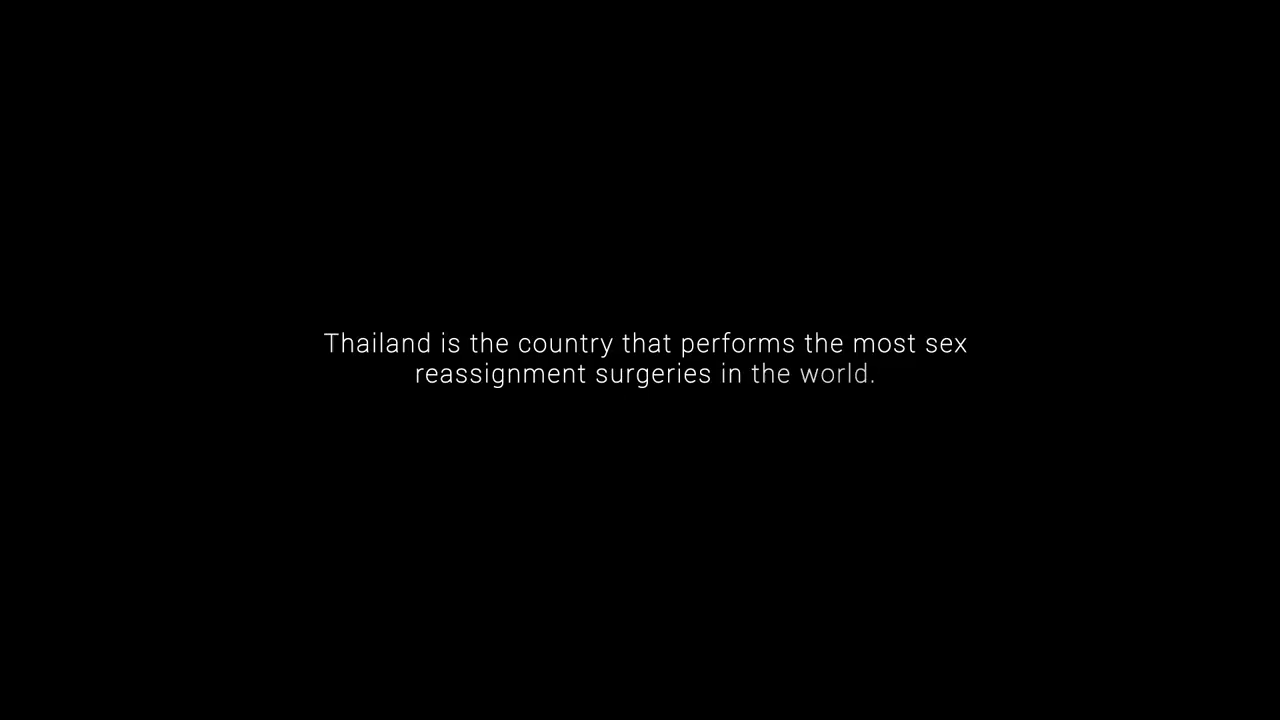 Thailand is the country that performs the most sex
reassignment surgeries in the world.